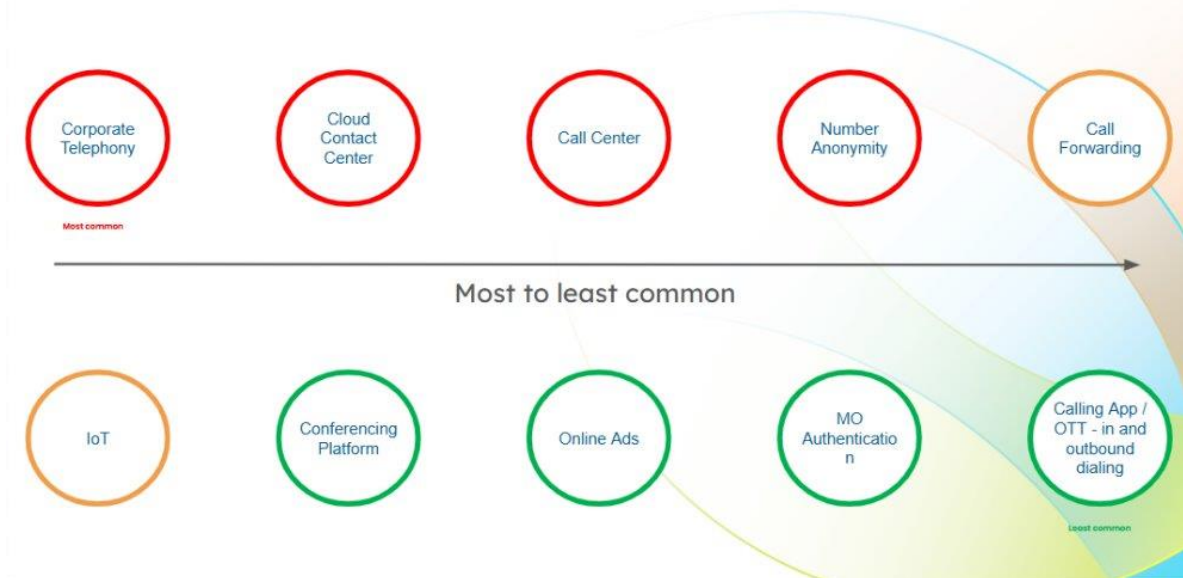 Corporate
Telephony
Cloud
Contact
Center
Call Center
Number
Anonymity
Call
Forwarding
Most common
Most to least common
IoT
Conferencing
Platform
Online Ads
MO
Authenticatio
n
Calling App /
OTT - in and
outbound
dialing
Least common